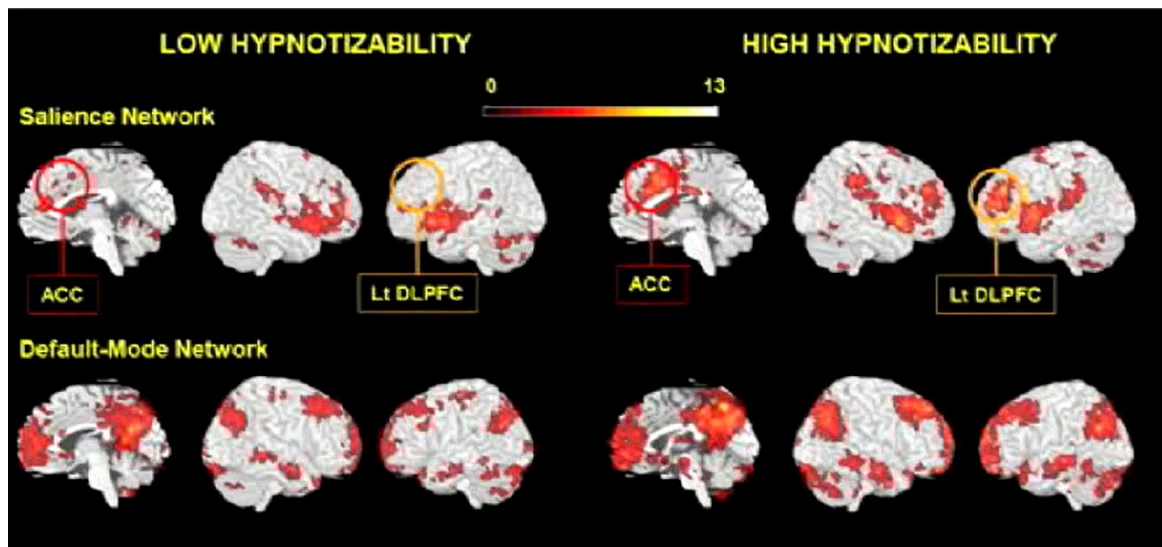 LOW HYPNOTIZABILITY
HIGH HYPNOTIZABILITY
0
13
Salience Network
ACC
Lt DLPFC
ACC
Lt DLPFC
Default-Mode Network